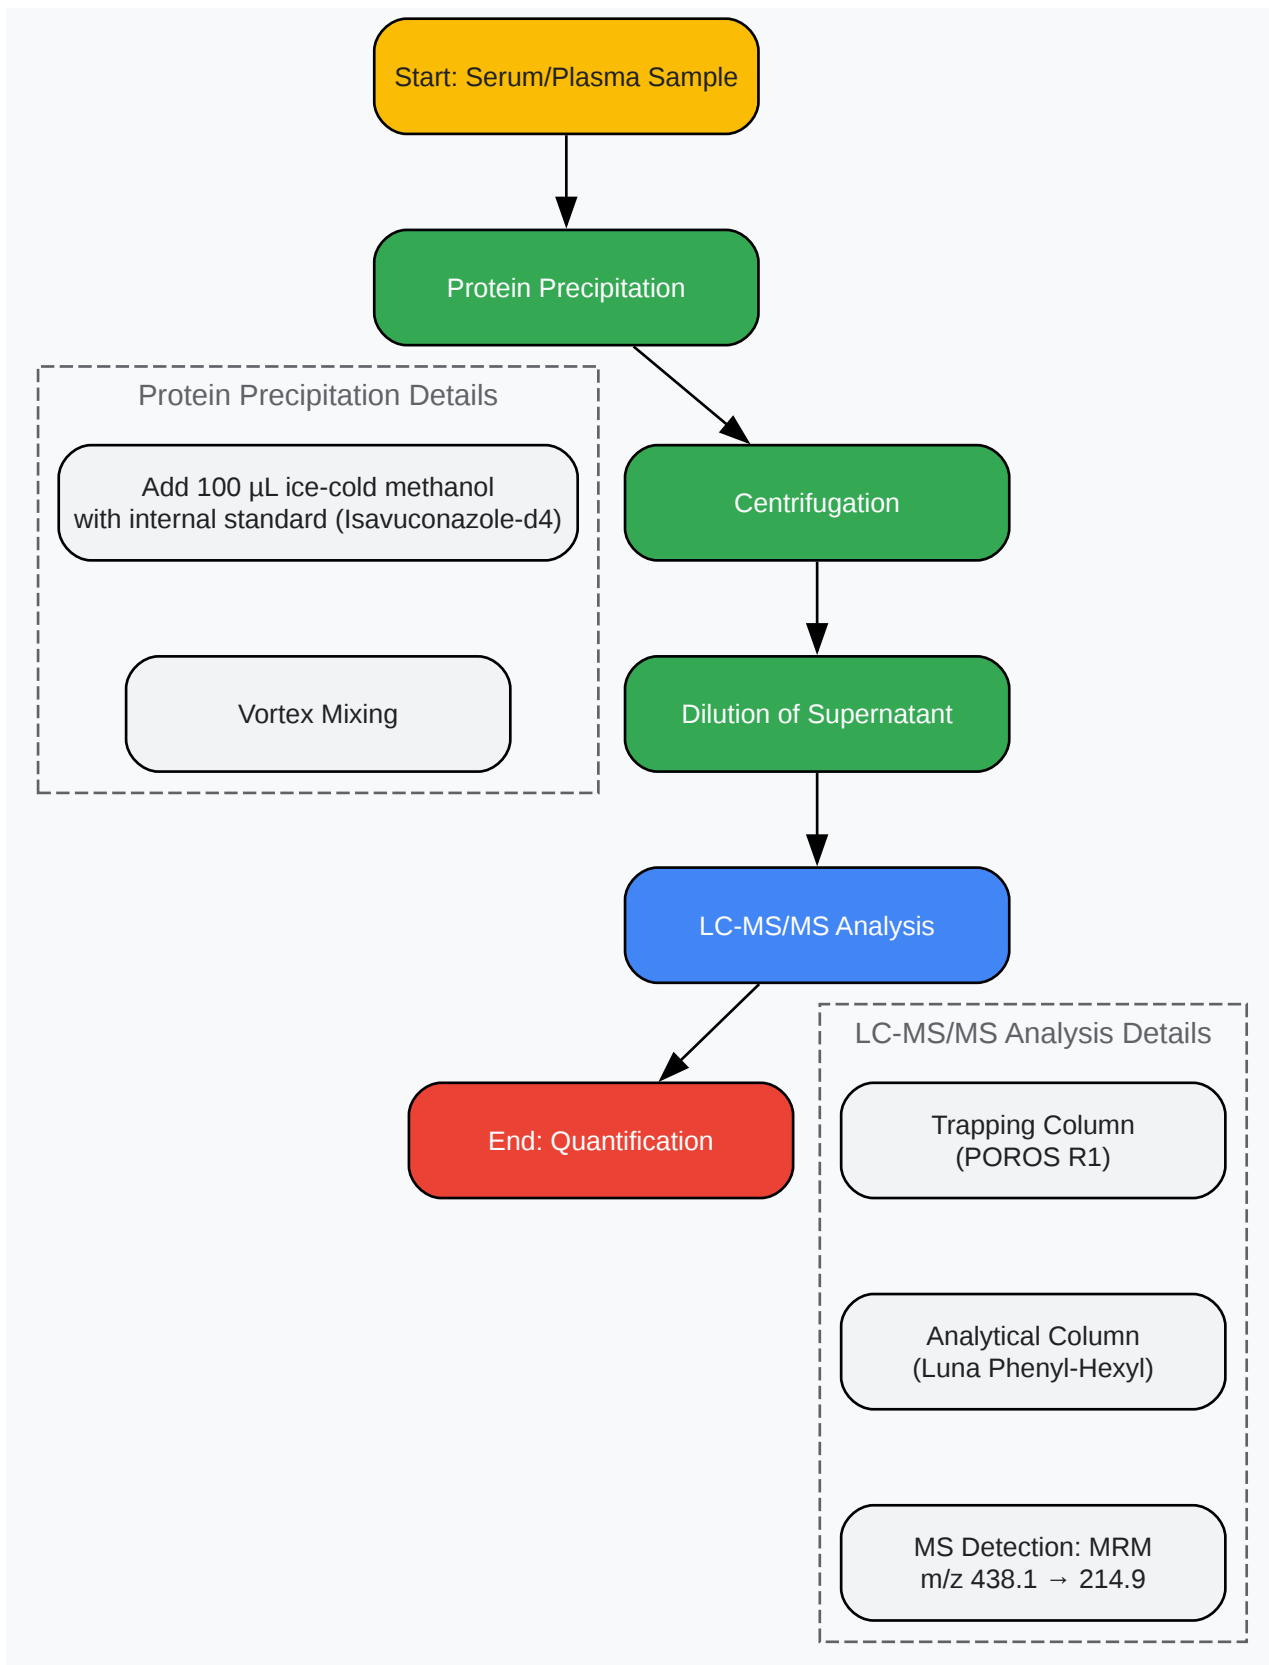 Start: Serum/Plasma Sample
Protein Precipitation
Protein Precipitation Details
Add 100 µL ice-cold methanol
with internal standard (Isavuconazole-d4)
Vortex Mixing
Centrifugation
Dilution of Supernatant
LC-MS/MS Analysis
End: Quantification
LC-MS/MS Analysis Details
Trapping Column
(POROS R1)
Analytical Column
(Luna Phenyl-Hexyl)
MS Detection: MRM
m/z 438.1 → 214.9